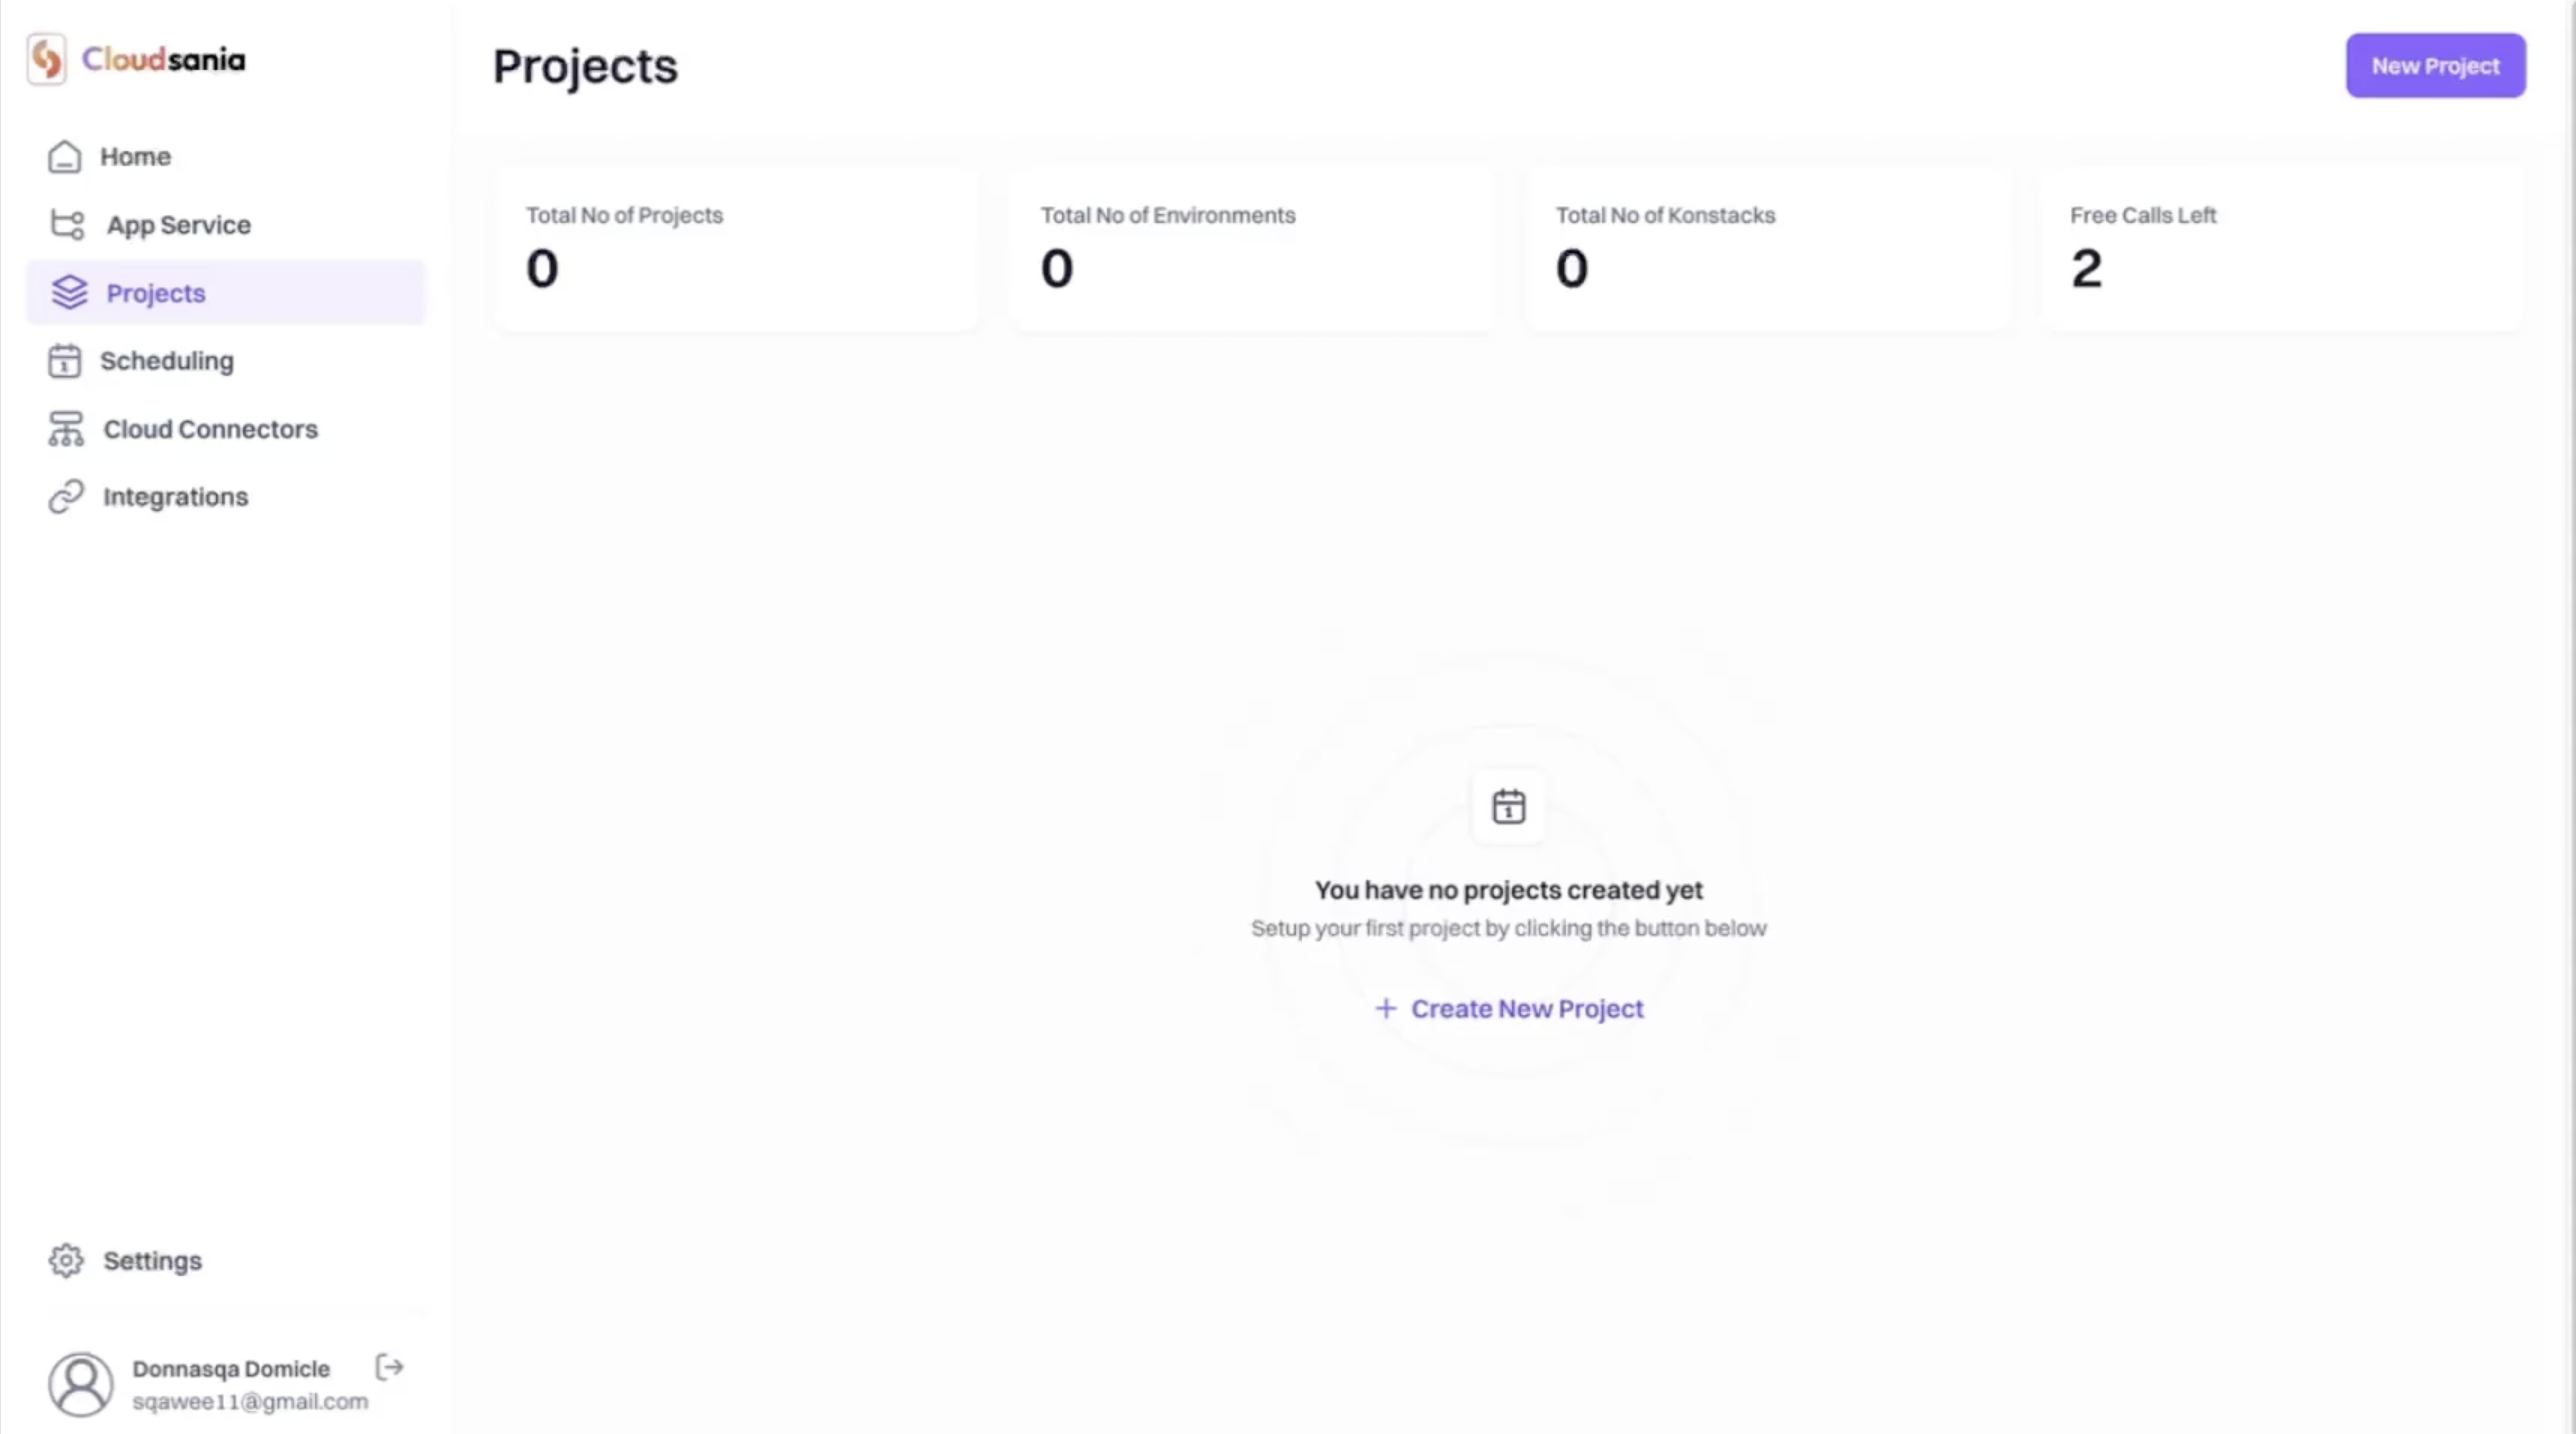 Cloudsania
Home
App Service
Projects
Scheduling
1
Cloud Connectors
Integrations
Settings
Donnasqa Domicle
sqawee11@gmail.com
Projects
New Project
Total No of Projects
0
Total No of Environments
0
Total No of Konstacks
0
Free Calls Left
2
1
You have no projects created yet
Setup your first project by clicking the button below
+ Create New Project